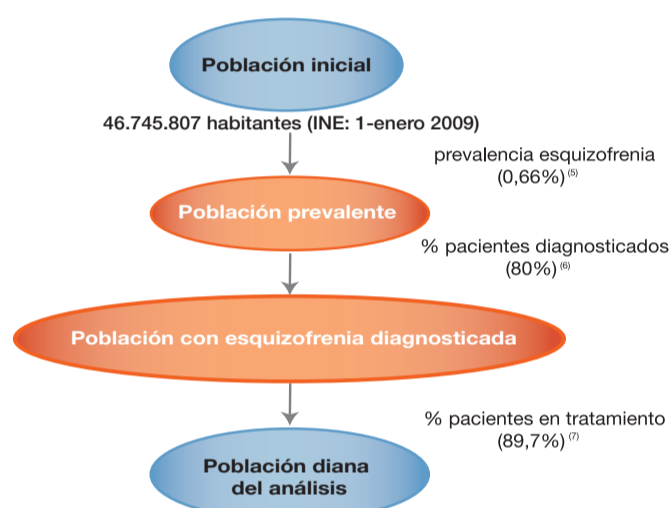 Población inicial
46.745.807 habitantes (INE: 1-enero 2009)
prevalencia esquizofrenia
(0,66%)(5)
Población prevalente
% pacientes diagnosticados
(80%)(6)
Población con esquizofrenia diagnosticada
% pacientes en tratamiento
(89,7%)(7)
Población diana
del análisis